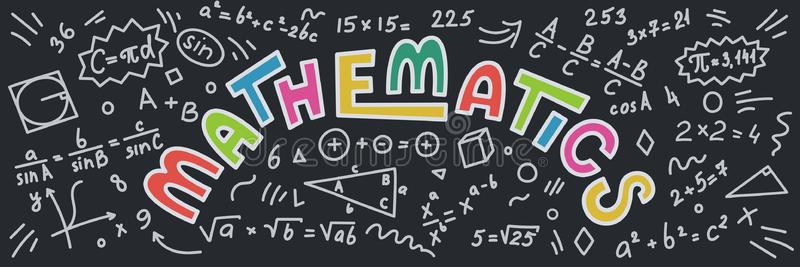 MATHEMATICS
36
C=πd
sin
a²=b²+c²-2bc
15×15=
225
253
A/C - B/C = A-B/C
3×7=21
π≈3,141
A+B
cosA
4
2×2=4
a/sinA = b/sinB = c/sinC
8
6
+ + = =
A B C
c a b
xᵃ/xᵇ = x ᵃ⁻ᵇ
2+5=7
y
x
9
√a × √b = √ab
5=√25
a²+b²=c²
x
dreamstime